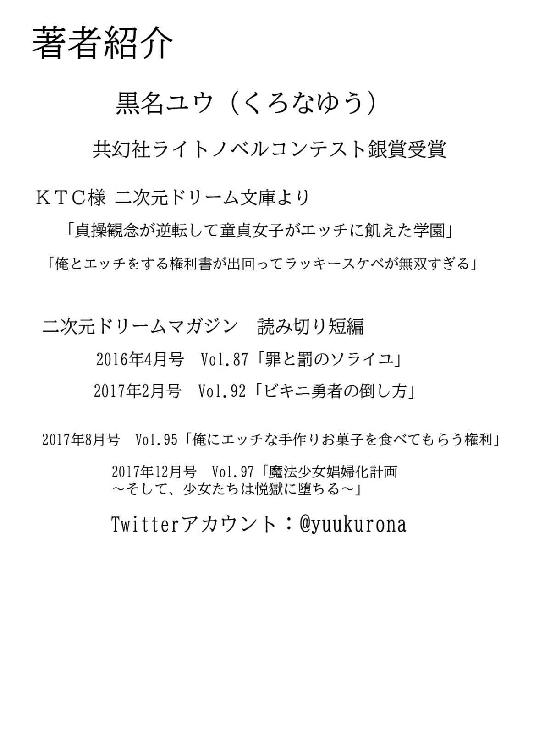 著者紹介
黒名ユウ（くろなゆう）
共幻社ライトノベルコンテスト銀賞受賞
ＫＴＣ様 二次元ドリーム文庫より
「貞操観念が逆転して童貞女子がエッチに飢えた学園」
「俺とエッチをする権利書が出回ってラッキースケベが無双すぎる」
二次元ドリームマガジン　読み切り短編
2016年4月号　Vol.87「罪と罰のソライユ」
2017年2月号　Vol.92「ビキニ勇者の倒し方」
2017年8月号　Vol.95「俺にエッチな手作りお菓子を食べてもらう権利」
2017年12月号　Vol.97「魔法少女娼婦化計画
～そして、少女たちは悦獄に堕ちる～」
Twitterアカウント：@yuukurona